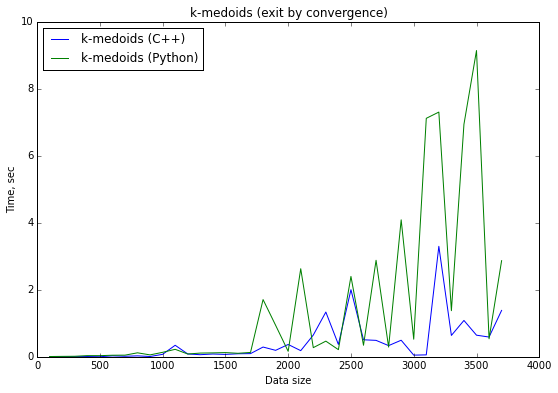 k-medoids (exit by convergence)
k-medoids (C++)
k-medoids (Python)
Time, sec
10
8
6
4
2
0
0 500 1000 1500 2000 2500 3000 3500 4000
Data size